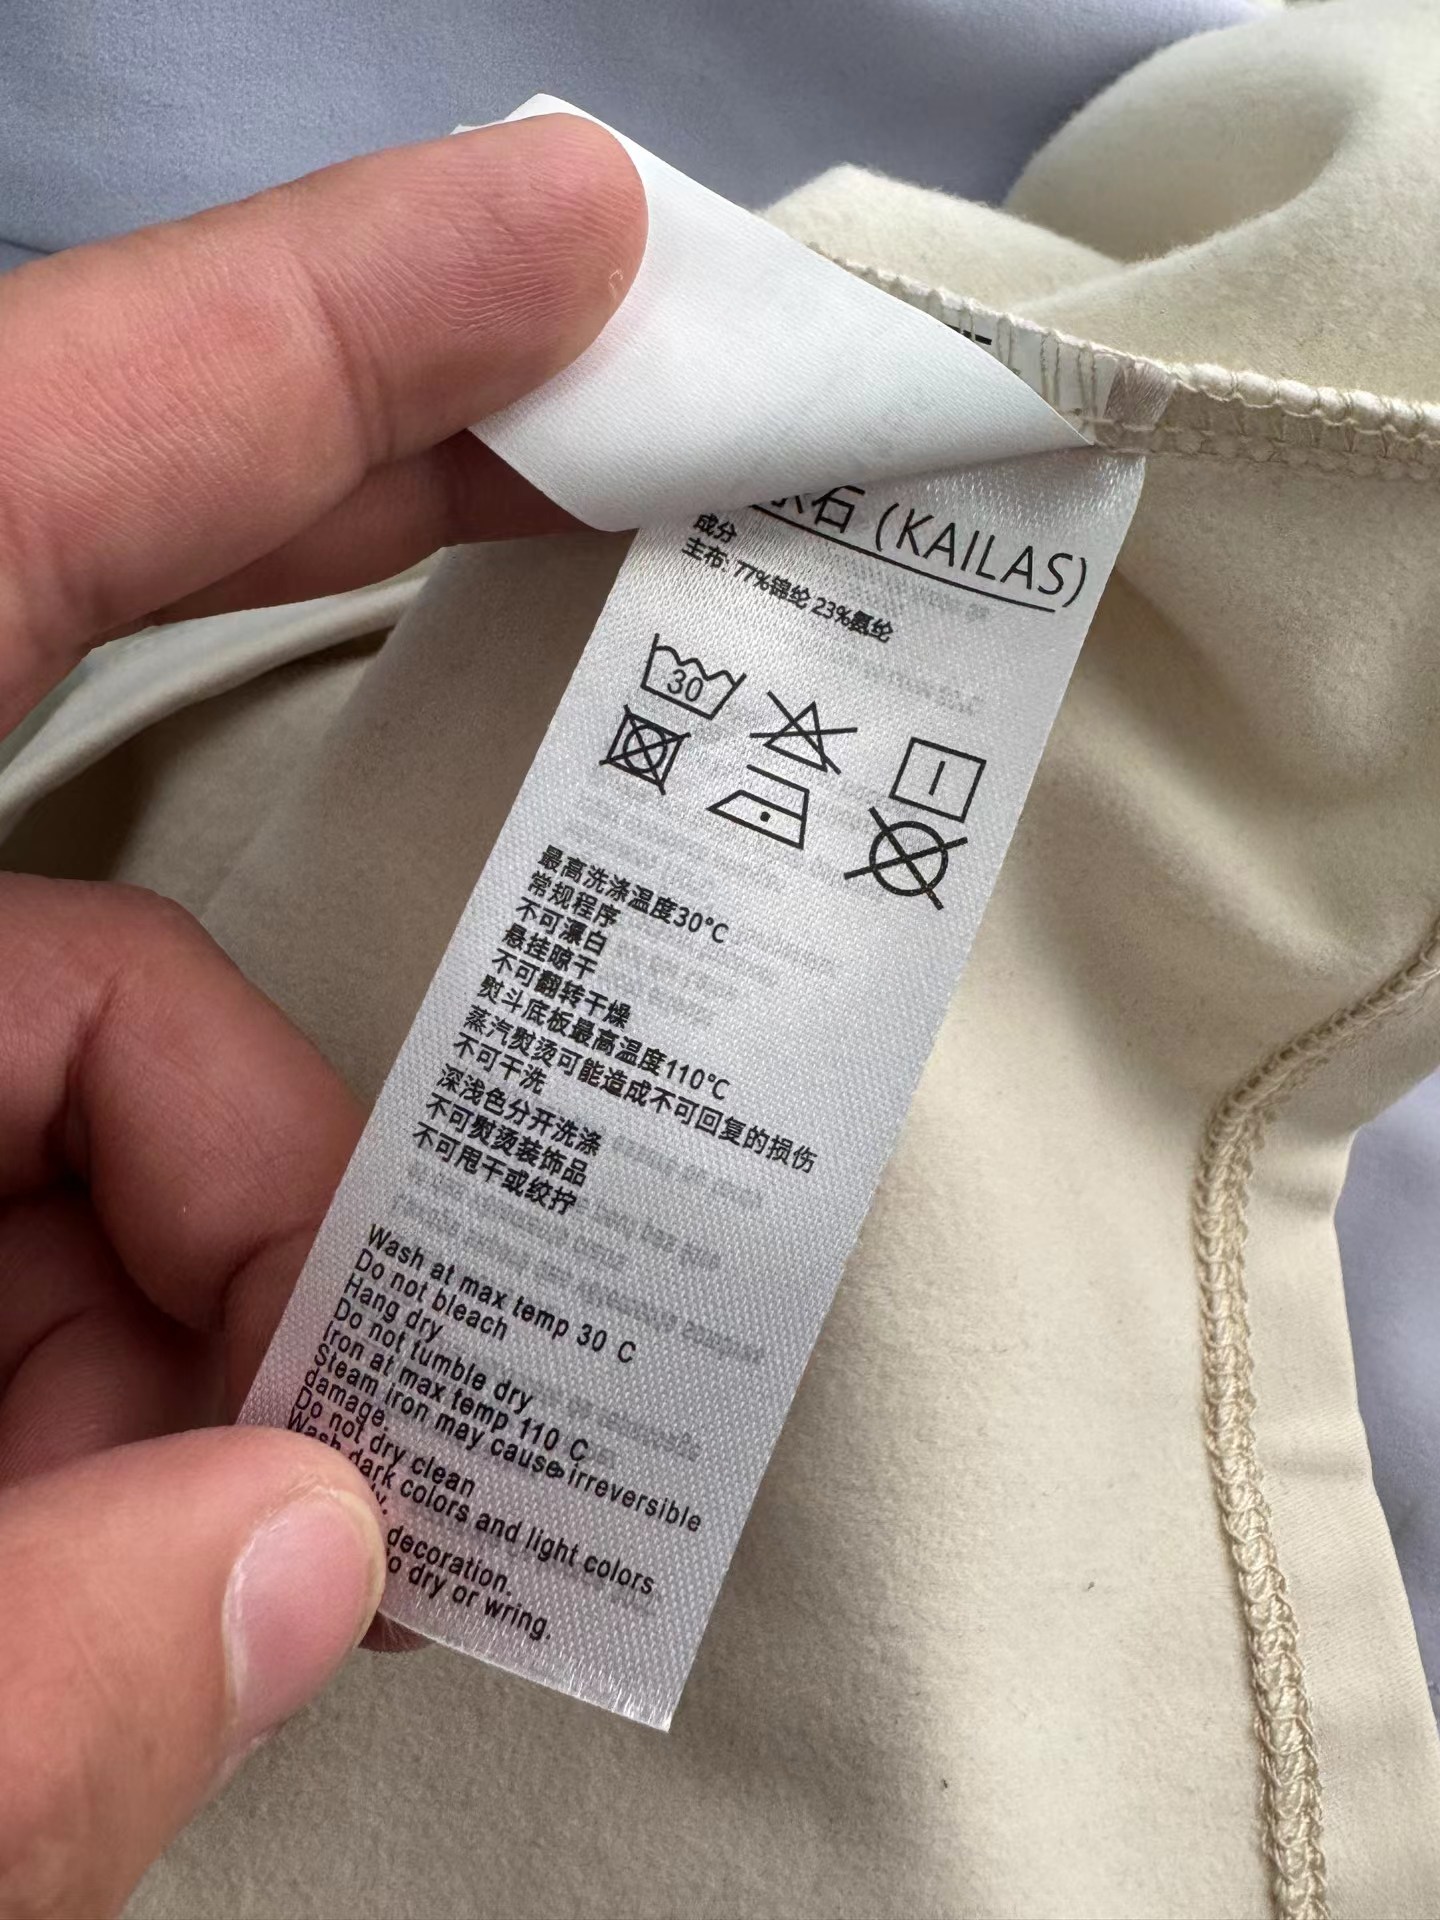 石 (KAILAS)
成分
主布: 77%锦纶 23%氨纶
30
最高洗涤温度30°C
常规程序
不可漂白
悬挂晾干
不可翻转干燥
熨斗底板最高温度110°C
蒸汽熨烫可能造成不可回复的损伤
不可干洗
深浅色分开洗涤
不可熨烫装饰品
不可甩干或绞拧
Wash at max temp 30 C
Do not bleach
Hang dry
Do not tumble dry
Iron at max temp 110 C
Steam iron may cause irreversible
damage.
Do not dry clean
Wash dark colors and light colors
decoration.
to dry or wring.